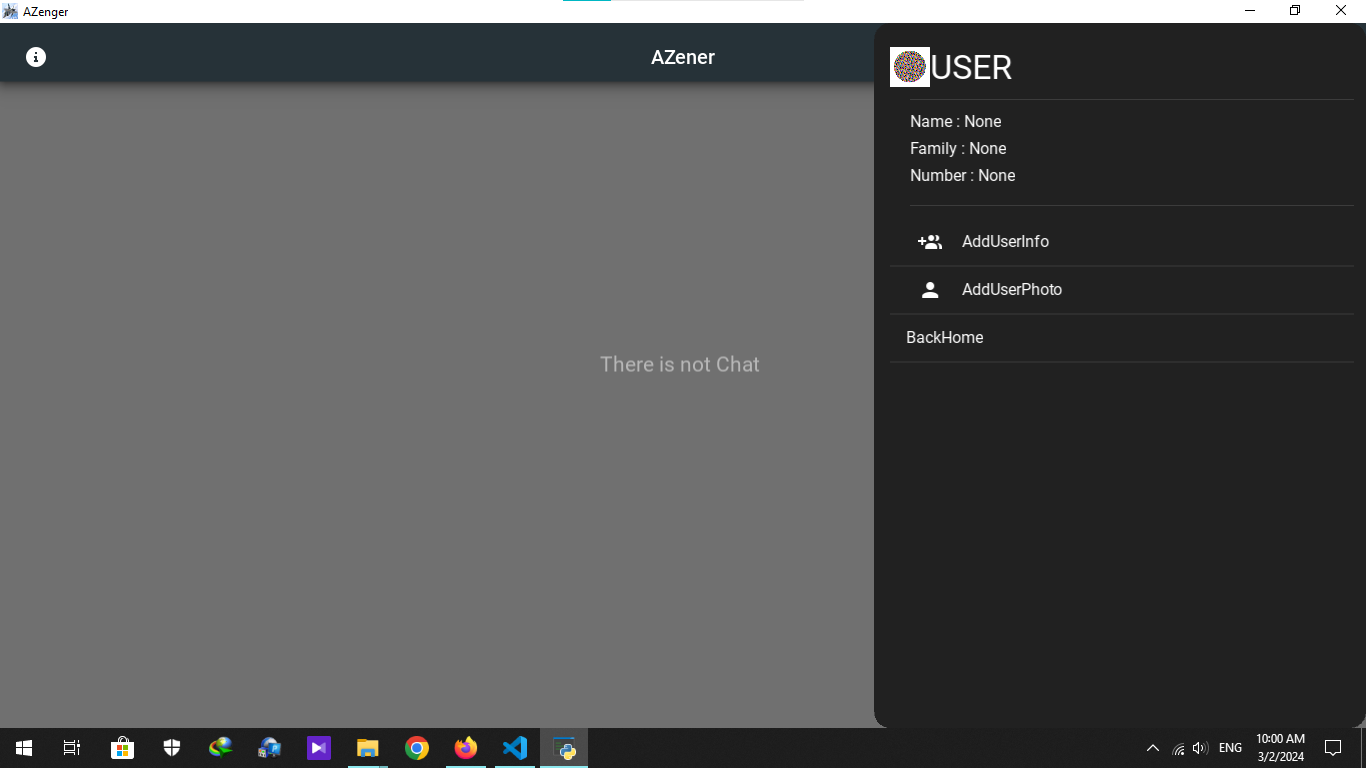 AZenger
AZener
USER
Name : None
Family : None
Number : None
AddUserInfo
AddUserPhoto
BackHome
There is not Chat
ENG
10:00 AM
3/2/2024